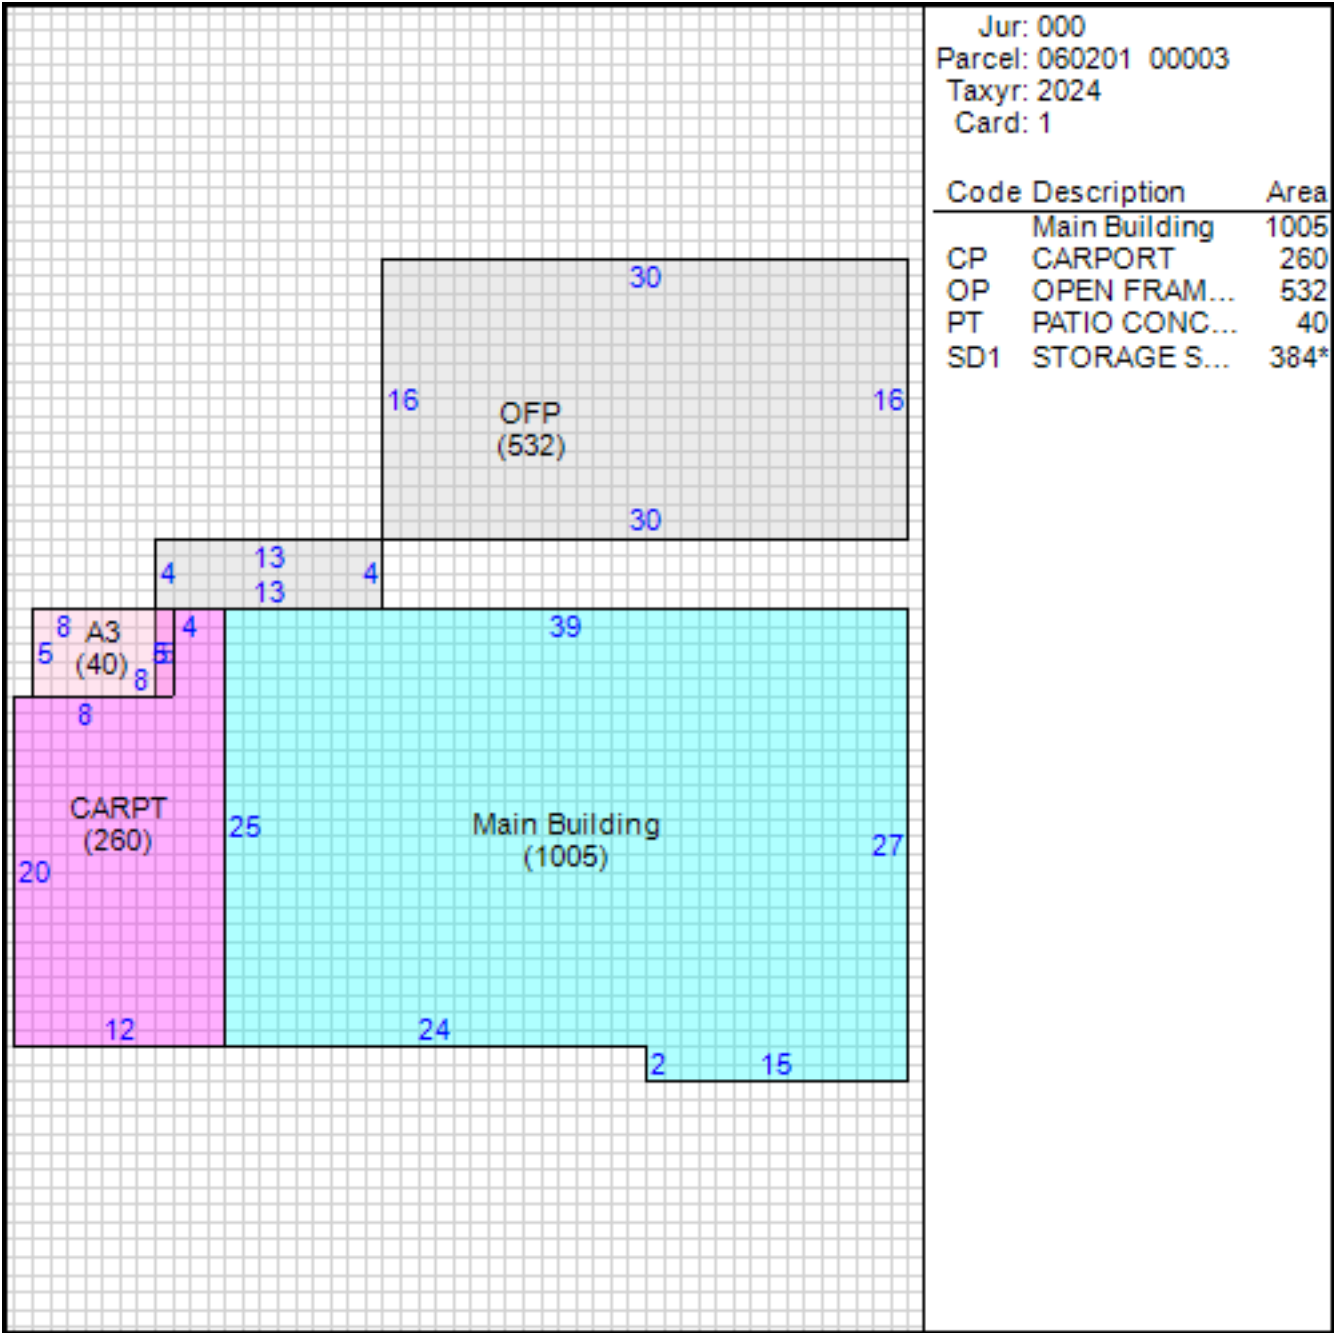 Jur: 000
Parcel: 060201 00003
Taxyr: 2024
Card: 1
Code Description Area
Main Building 1005
CP CARPORT 260
OP OPEN FRAM... 532
PT PATIO CONC... 40
SD1 STORAGE S... 384*
30
16 16
OFP
(532)
30
13
4 4
13
8 A3 4
5 (40) 5 5
8
8
CARPT
(260)
25
Main Building
(1005)
27
20
12
24
2 15
39